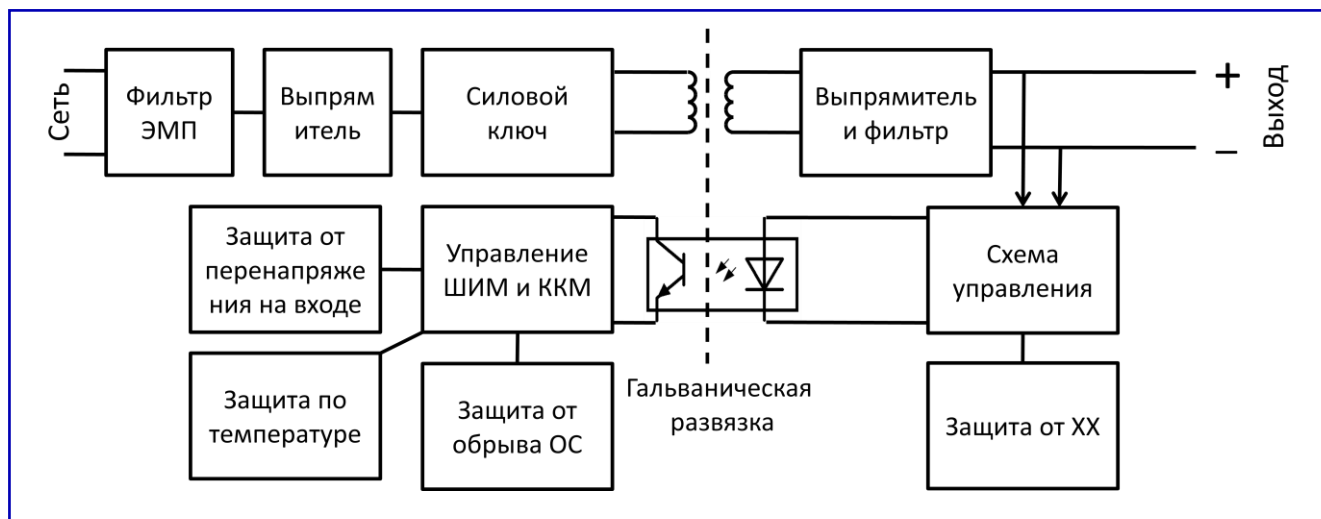 Сеть
Фильтр
ЭМП
Выпрям
итель
Силовой
ключ
Выпрямитель
и фильтр
+
–
Выход
Защита от
перенапряже
ния на входе
Управление
ШИМ и ККМ
Схема
управления
Защита по
температуре
Защита от
обрыва ОС
Гальваническая
развязка
Защита от ХХ